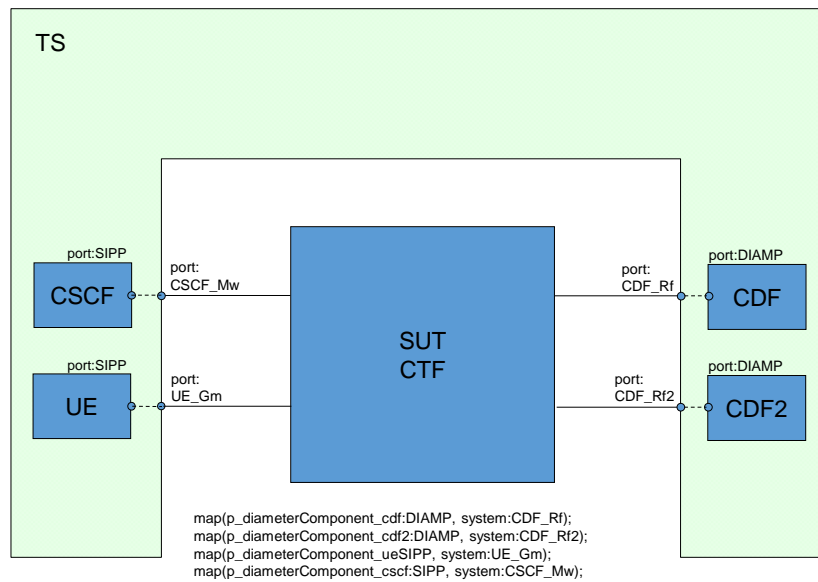 TS
port:SIPP
CSCF
port:
CSCF_Mw
port:
CDF_Rf
port:DIAMP
CDF
SUT
CTF
port:SIPP
UE
port:
UE_Gm
port:
CDF_Rf2
port:DIAMP
CDF2
map(p_diameterComponent_cdf:DIAMP, system:CDF_Rf);
map(p_diameterComponent_cdf2:DIAMP, system:CDF_Rf2);
map(p_diameterComponent_ueSIPP, system:UE_Gm);
map(p_diameterComponent_cscf:SIPP, system:CSCF_Mw);